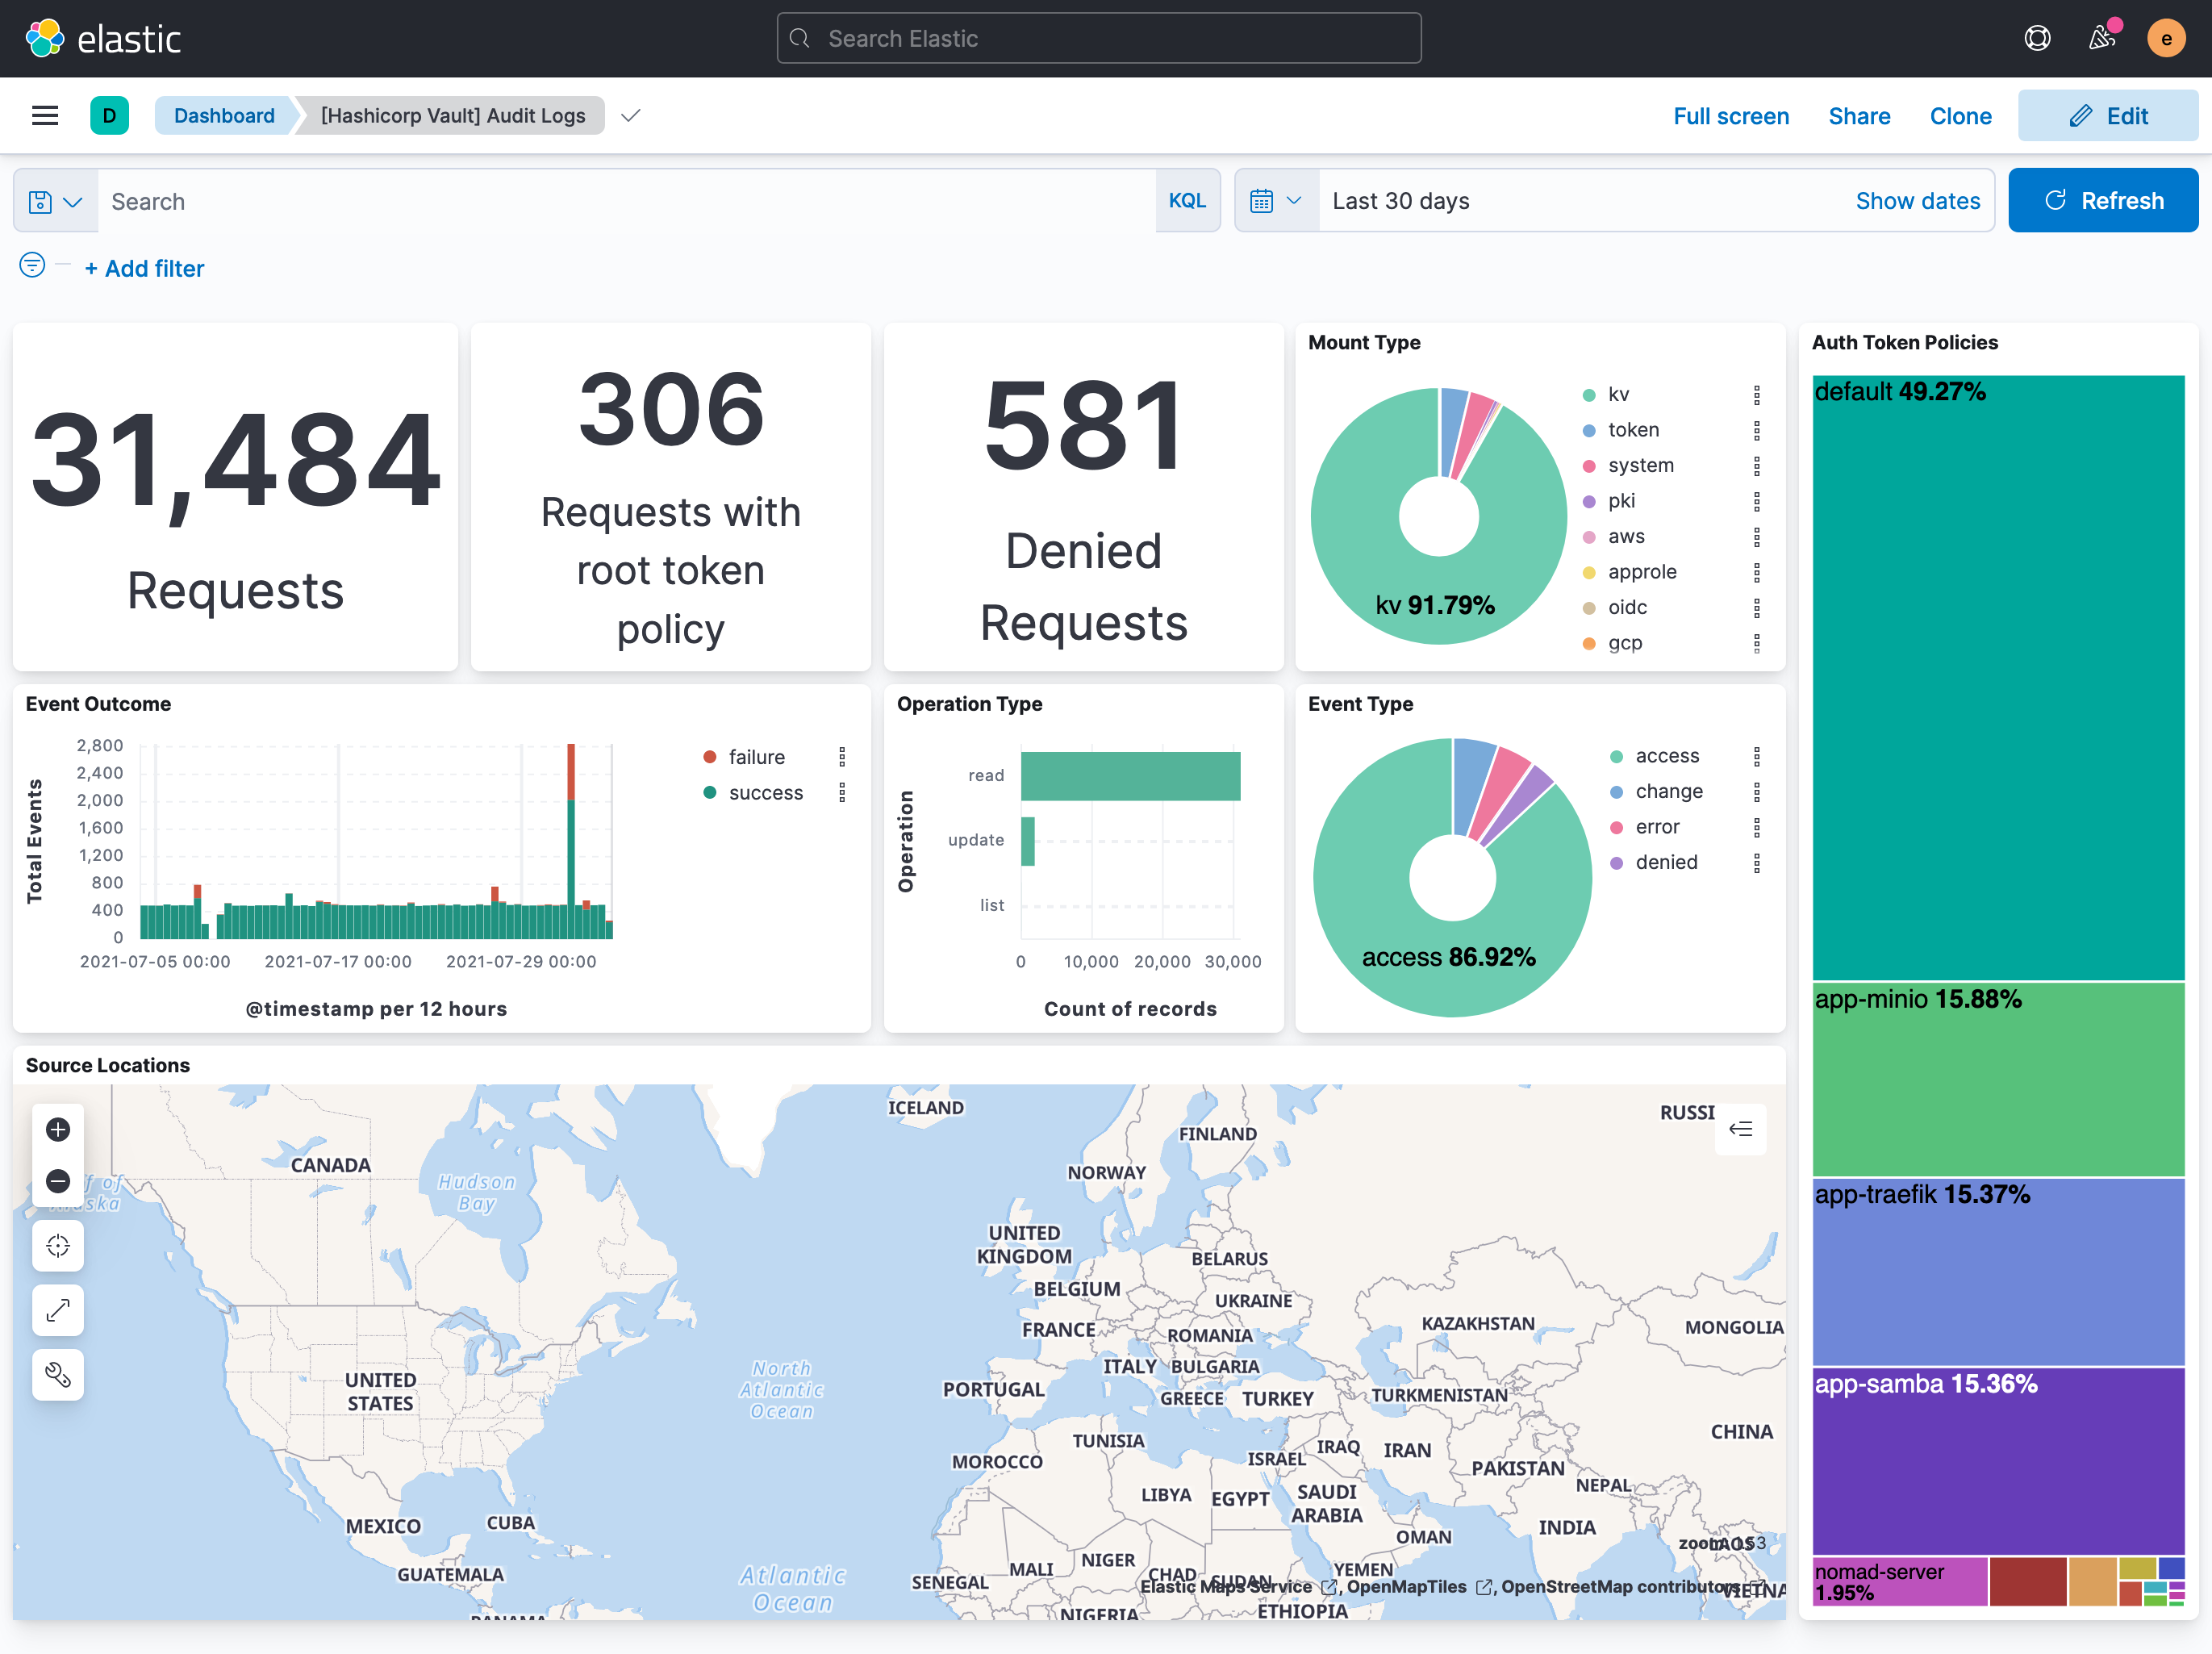 elastic
Search Elastic
e
D
Dashboard
[Hashicorp Vault] Audit Logs
Full screen
Share
Clone
Edit
Search
KQL
Last 30 days
Show dates
Refresh
+ Add filter
31,484
Requests
306
Requests with
root token
policy
581
Denied
Requests
Mount Type
kv 91.79%
kv
token
system
pki
aws
approle
oidc
gcp
Auth Token Policies
default 49.27%
app-minio 15.88%
app-traefik 15.37%
app-samba 15.36%
nomad-server
1.95%
Event Outcome
Total Events
2,800
2,400
2,000
1,600
1,200
800
400
0
2021-07-05 00:00
2021-07-17 00:00
2021-07-29 00:00
@timestamp per 12 hours
failure
success
Operation Type
Operation
read
update
list
0
10,000
20,000
30,000
Count of records
Event Type
access 86.92%
access
change
error
denied
Source Locations
ICELAND
RUSSI
FINLAND
CANADA
NORWAY
Hudson
Bay
f of
ska
UNITED
KINGDOM
BELARUS
BELGIUM
UKRAINE
FRANCE
ROMANIA
KAZAKHSTAN
MONGOLIA
ITALY
BULGARIA
North
Atlantic
Ocean
UNITED
STATES
PORTUGAL
GREECE
TURKEY
TURKMENISTAN
CHINA
TUNISIA
MOROCCO
ISRAEL
IRAQ
IRAN
PAKISTAN
NEPAL
LIBYA
EGYPT
SAUDI
ARABIA
MEXICO
CUBA
OMAN
INDIA
LAOS
GUATEMALA
Atlantic
Ocean
SENEGAL
MALI
NIGER
CHAD
SUDAN
YEMEN
Elastic Maps Service , OpenMapTiles , OpenStreetMap contributors
VIETNA
PANAMA
NIGERIA
ETHIOPIA